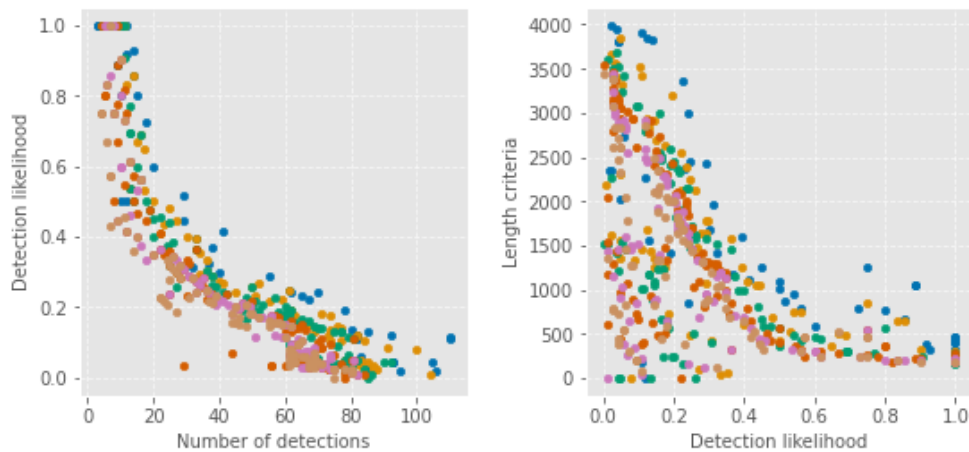 1.0
0.8
0.6
0.4
0.2
0.0
Detection likelihood
0 20 40 60 80 100
Number of detections
4000
3500
3000
2500
2000
1500
1000
500
0
Length criteria
0.0 0.2 0.4 0.6 0.8 1.0
Detection likelihood